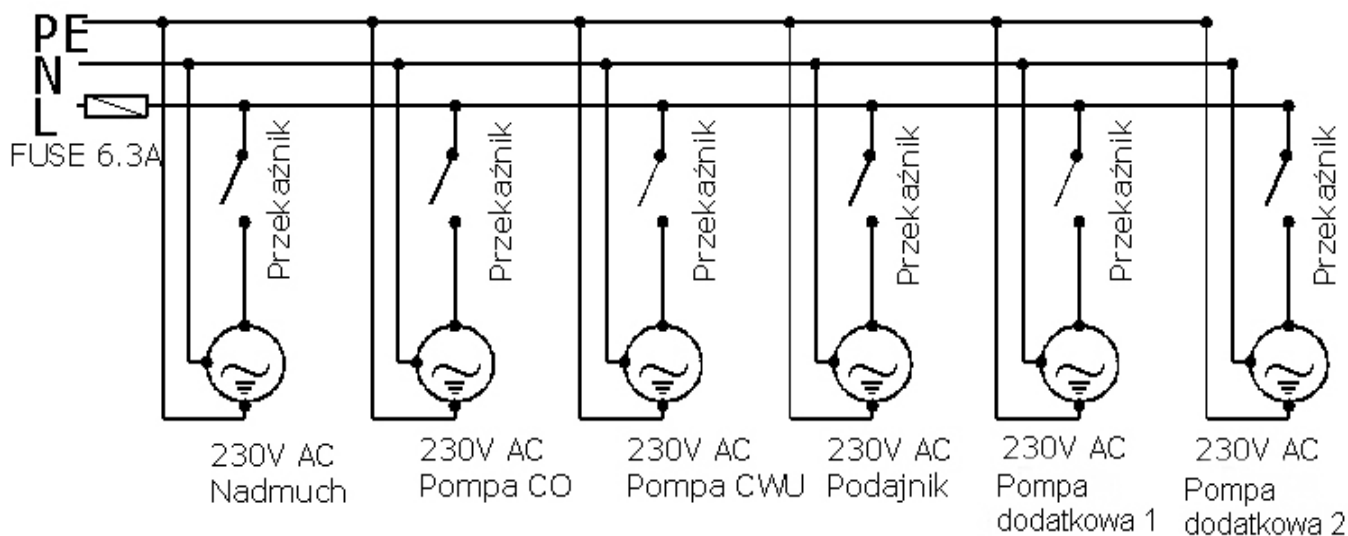 PE
N
L
FUSE 6.3A
Przekaźnik
Przekaźnik
Przekaźnik
Przekaźnik
Przekaźnik
Przekaźnik
230V AC
Nadmuch
230V AC
Pompa CO
230V AC
Pompa CWU
230V AC
Podajnik
230V AC
Pompa
dodatkowa 1
230V AC
Pompa
dodatkowa 2